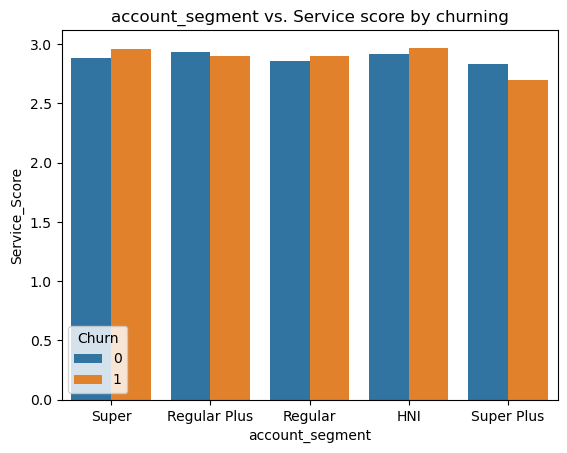 account_segment vs. Service score by churning
Service_Score
3.0
2.5
2.0
1.5
1.0
0.5
0.0
Churn
0
1
Super Regular Plus Regular HNI Super Plus
account_segment